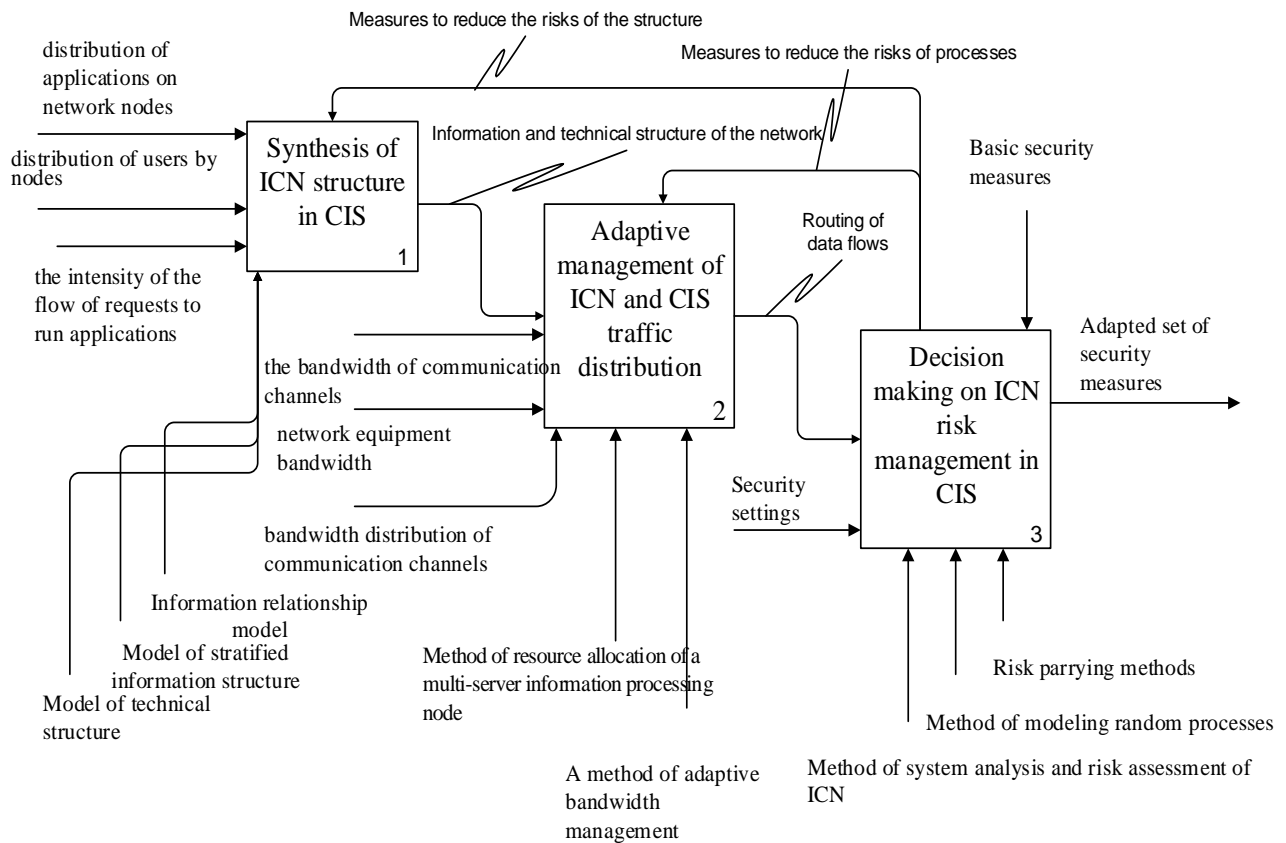 Measures to reduce the risks of the structure
Measures to reduce the risks of processes
distribution of
applications on
network nodes
distribution of users by
nodes
the intensity of the
flow of requests to
run applications
Synthesis of
ICN structure
in CIS
1
Information and technical structure of the network
Adaptive
management of
ICN and CIS
traffic
distribution
2
Routing of
data flows
Basic security
measures
Decision
making on ICN
risk
management in
CIS
3
Adapted set of
security
measures
the bandwidth of communication
channels
network equipment
bandwidth
bandwidth distribution of
communication channels
Security
settings
Information relationship
model
Model of stratified
information structure
Model of technical
structure
Method of resource allocation of a
multi-server information processing
node
A method of adaptive
bandwidth
management
Risk parrying methods
Method of modeling random processes
Method of system analysis and risk assessment of
ICN